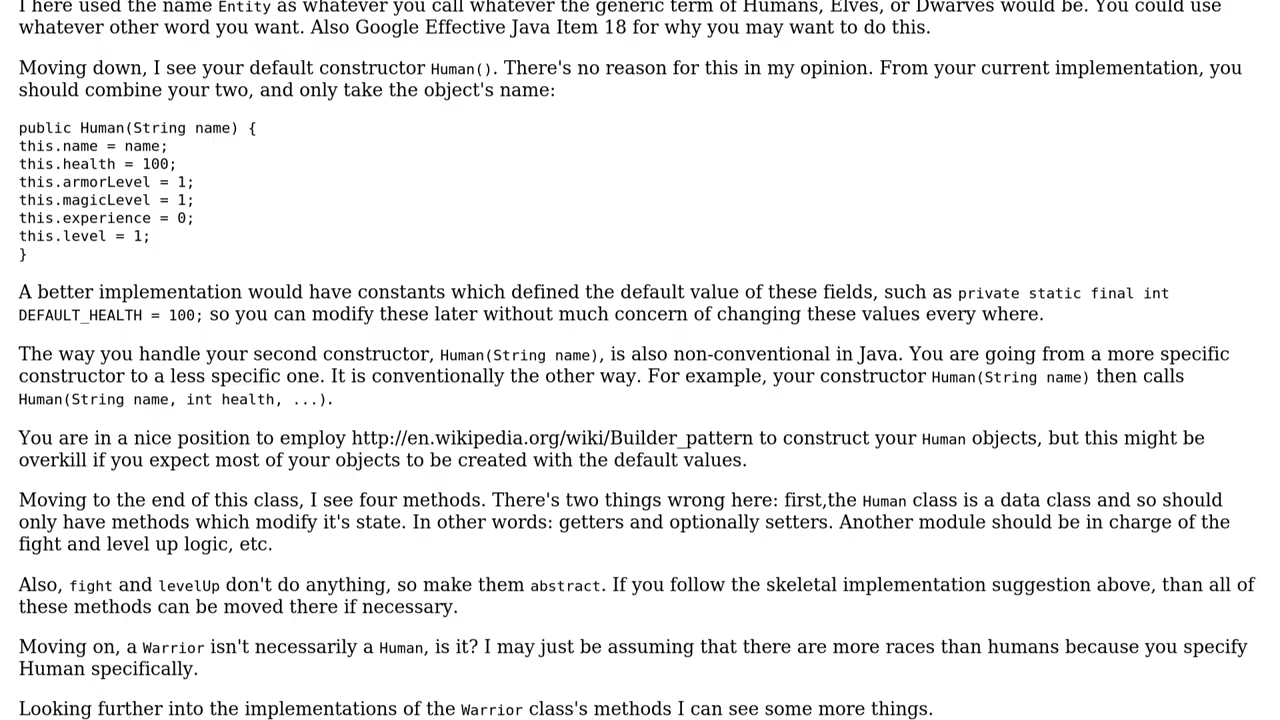 I here used the name Entity as whatever you call whatever the generic term of Humans, Elves, or Dwarves would be. You could use
whatever other word you want. Also Google Effective Java Item 18 for why you may want to do this.
Moving down, I see your default constructor Human(). There's no reason for this in my opinion. From your current implementation, you
should combine your two, and only take the object's name:
public Human(String name) {
this.name = name;
this.health = 100;
this.armorLevel = 1;
this.magicLevel = 1;
this.experience = 0;
this.level = 1;
}
A better implementation would have constants which defined the default value of these fields, such as private static final int
DEFAULT_HEALTH = 100; so you can modify these later without much concern of changing these values every where.
The way you handle your second constructor, Human(String name), is also non-conventional in Java. You are going from a more specific
constructor to a less specific one. It is conventionally the other way. For example, your constructor Human(String name) then calls
Human(String name, int health, ...).
You are in a nice position to employ http://en.wikipedia.org/wiki/Builder_pattern to construct your Human objects, but this might be
overkill if you expect most of your objects to be created with the default values.
Moving to the end of this class, I see four methods. There's two things wrong here: first,the Human class is a data class and so should
only have methods which modify it's state. In other words: getters and optionally setters. Another module should be in charge of the
fight and level up logic, etc.
Also, fight and levelUp don't do anything, so make them abstract. If you follow the skeletal implementation suggestion above, than all of
these methods can be moved there if necessary.
Moving on, a Warrior isn't necessarily a Human, is it? I may just be assuming that there are more races than humans because you specify
Human specifically.
Looking further into the implementations of the Warrior class's methods I can see some more things.